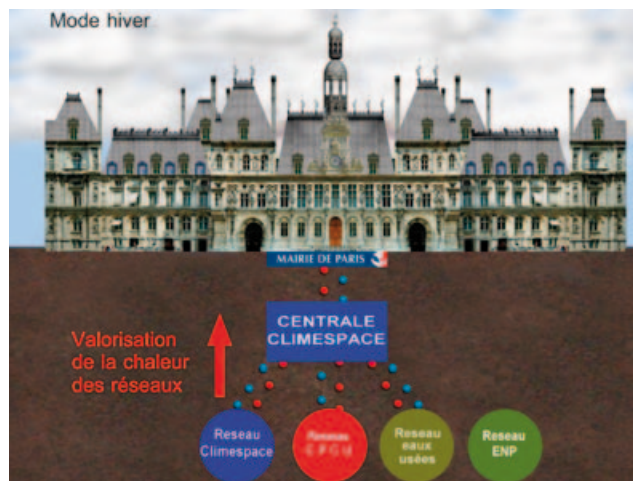 Mode hiver
MAIRIE DE PARIS
CENTRALE
CLIMESPACE
Valorisation
de la chaleur
des réseaux
Reseau
Climespace
Reseau
eaux
usées
Reseau
ENP